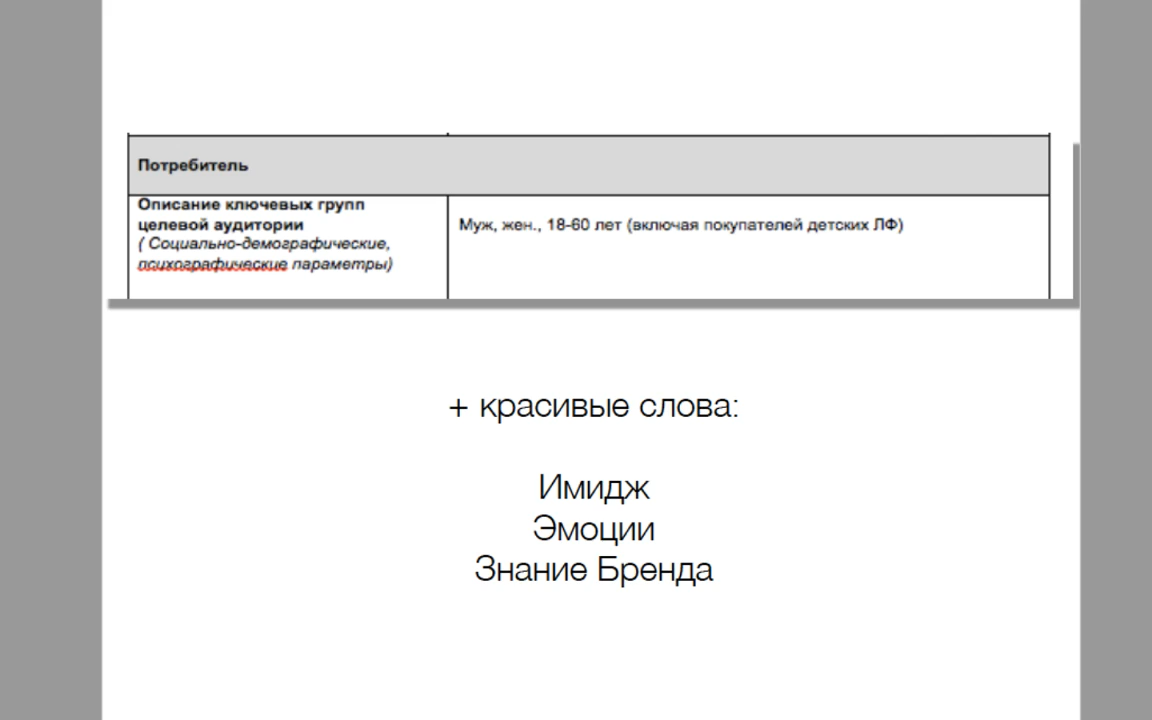 Потребитель
Описание ключевых групп
целевой аудитории
( Социально-демографические,
психографические параметры)
Муж, жен., 18-60 лет (включая покупателей детских ЛФ)
+ красивые слова:
Имидж
Эмоции
Знание Бренда